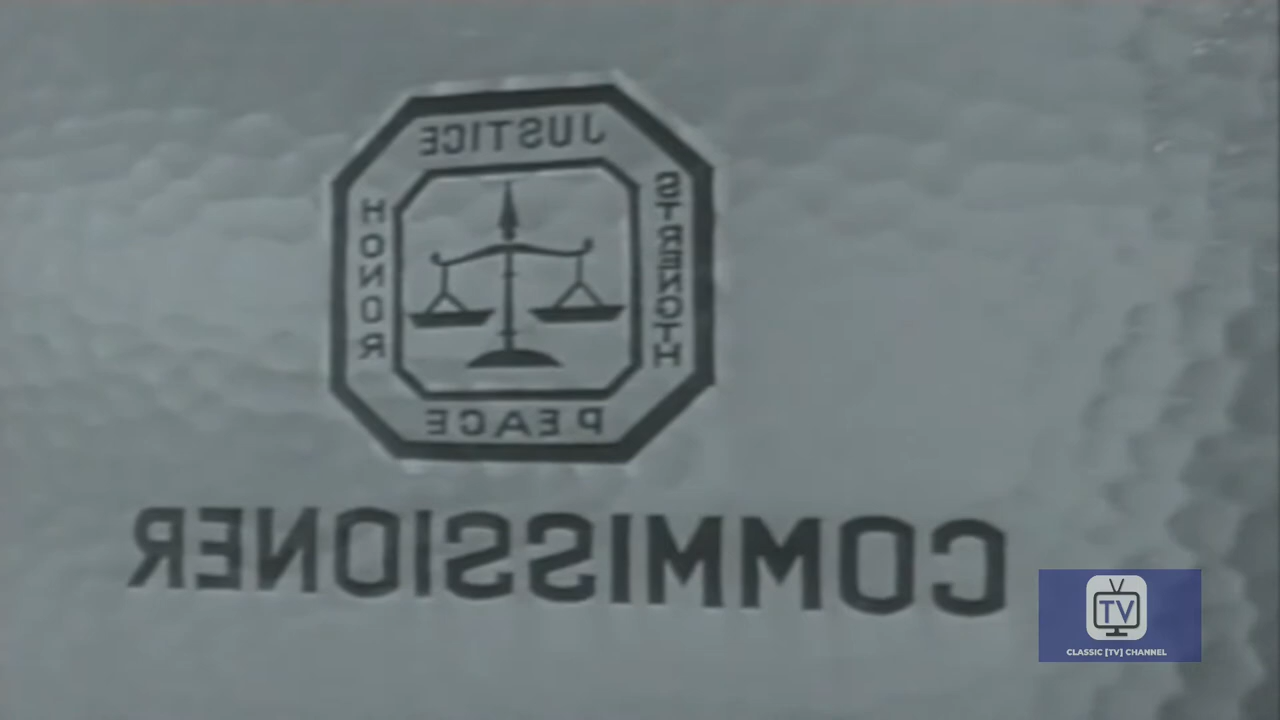 JUSTICE
HONOR
STRENGTH
PEACE
COMMISSIONER
TV
CLASSIC [TV] CHANNEL